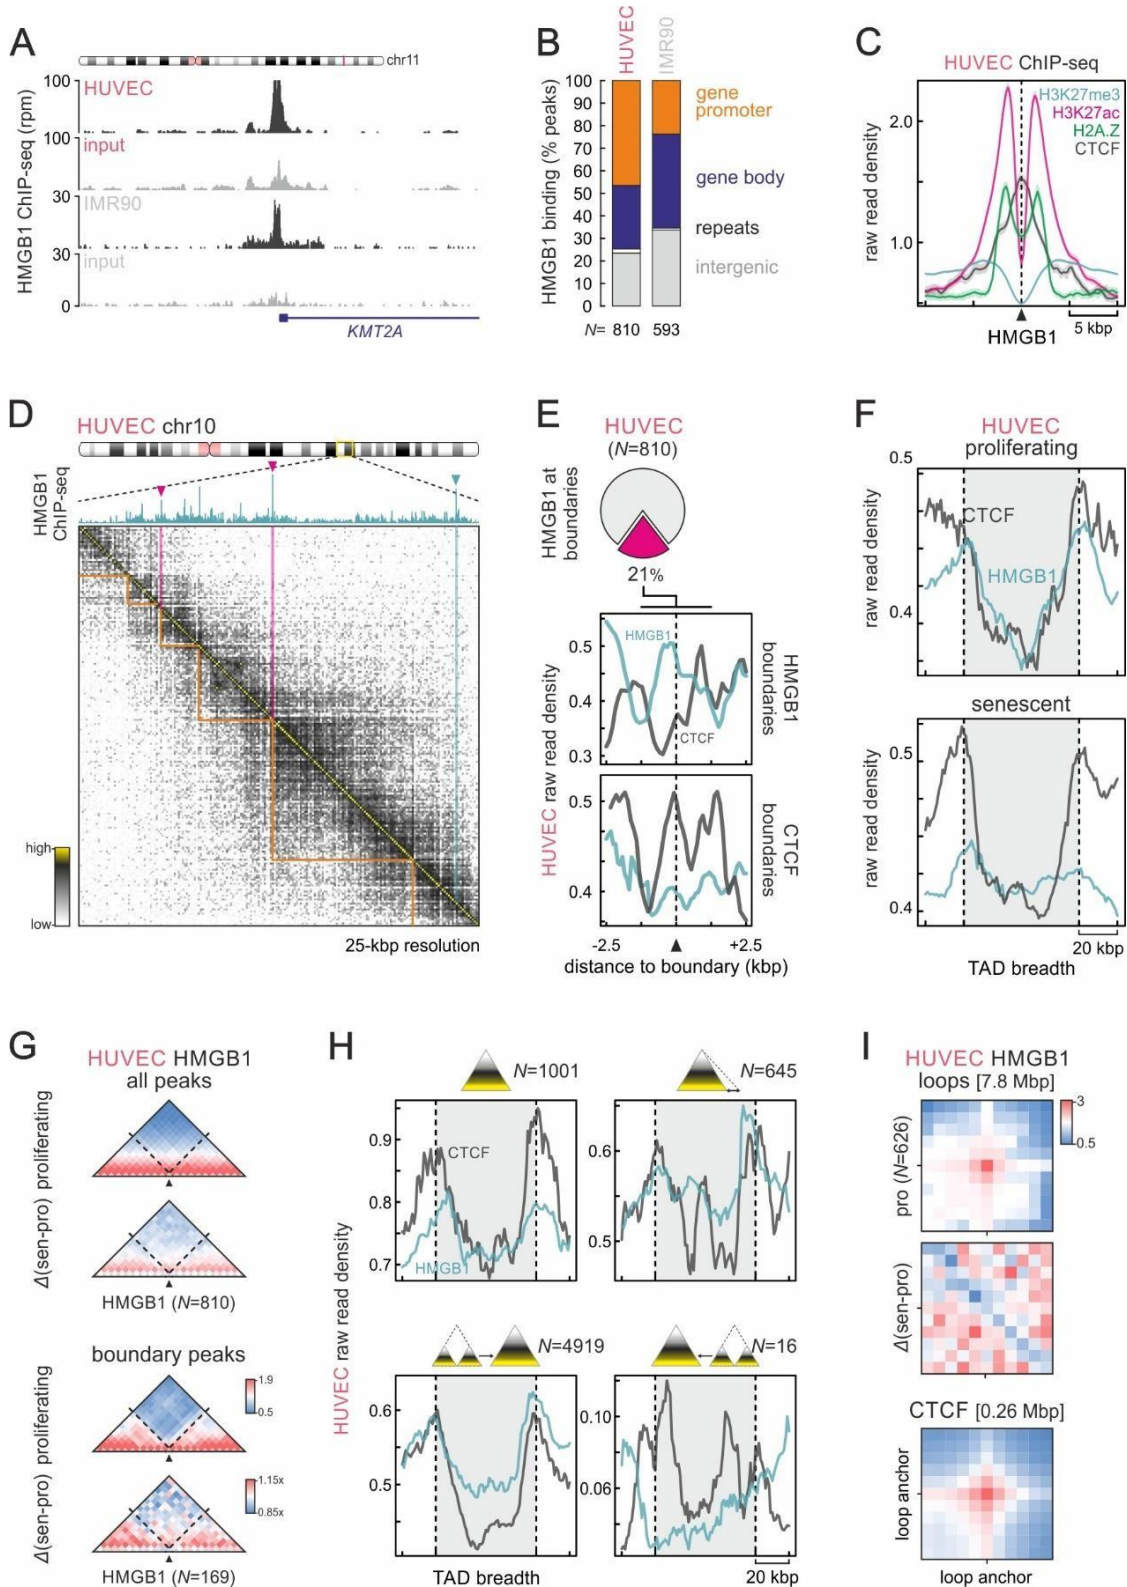 A
chr11
HMGB1 ChIP-seq (rpm)
100
HUVEC
100
input
30
IMR90
30
input
0
KMT2A
B
HUVEC
IMR90
HMGB1 binding (% peaks)
100
90
80
70
60
50
40
30
20
10
0
gene
promoter
gene body
repeats
intergenic
N= 810 593
C
HUVEC ChIP-seq
H3K27me3
H3K27ac
H2A.Z
CTCF
raw read density
2.0
1.0
HMGB1
5 kbp
D
HUVEC chr10
HMGB1
ChIP-seq
high
low
25-kbp resolution
E
HUVEC
(N=810)
HMGB1 at
boundaries
21%
HUVEC raw read density
HMGB1
CTCF
0.5
0.4
0.3
HMGB1
boundaries
0.5
0.4
CTCF
boundaries
-2.5
+2.5
distance to boundary (kbp)
F
HUVEC
proliferating
raw read density
0.5
0.4
CTCF
HMGB1
senescent
raw read density
0.5
0.4
20 kbp
TAD breadth
G
HUVEC HMGB1
all peaks
Δ(sen-pro) proliferating
HMGB1 (N=810)
boundary peaks
Δ(sen-pro) proliferating
1.9
0.5
1.15x
0.85x
HMGB1 (N=169)
H
HUVEC raw read density
N=1001
0.9
0.8
0.7
CTCF
HMGB1
N=645
0.6
0.5
N=4919
0.6
0.5
N=16
0.10
0.06
TAD breadth
20 kbp
I
HUVEC HMGB1
loops [7.8 Mbp]
3
0.5
pro (N=626)
Δ(sen-pro)
CTCF [0.26 Mbp]
loop anchor
loop anchor